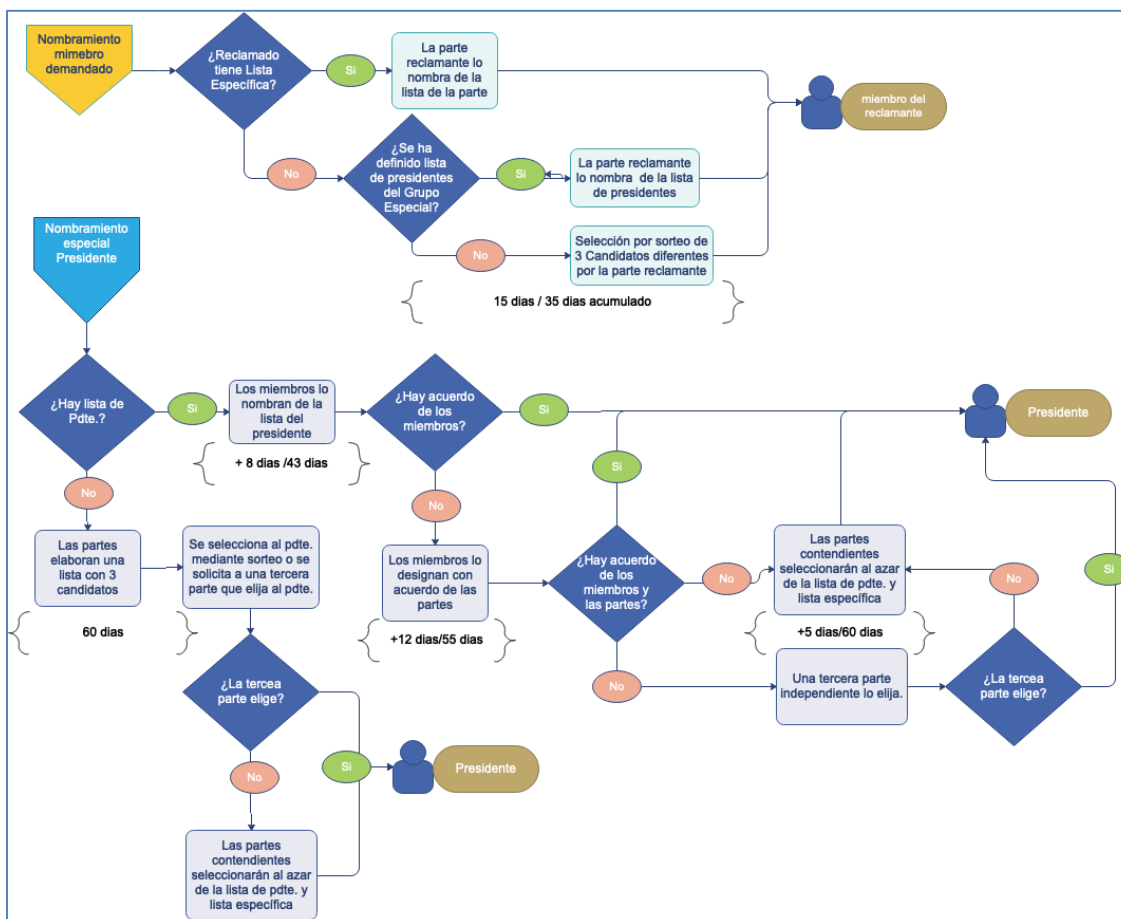 Nombramiento
mimebro
demandado
¿Reclamado
tiene Lista
Específica?
Si
La parte
reclamante lo
nombra de la
lista de la parte
miembro del
reclamante
No
¿Se ha
definido lista
de presidentes
del Grupo
Especial?
Si
La parte reclamante
lo nombra de la lista
de presidentes
No
Selección por sorteo de
3 Candidatos diferentes
por la parte reclamante
15 dias / 35 dias acumulado
Nombramiento
especial
Presidente
¿Hay lista de
Pdte.?
Si
Los miembros lo
nombran de la
lista del
presidente
+ 8 dias /43 dias
¿Hay acuerdo
de los
miembros?
Si
Presidente
No
Las partes
elaboran una
lista con 3
candidatos
60 dias
Se selecciona al pdte.
mediante sorteo o se
solicita a una tercera
parte que elija al pdte.
No
Los miembros lo
designan con
acuerdo de las
partes
+12 dias/55 dias
Si
¿Hay acuerdo
de los miembros
y las partes?
No
Las partes
contendientes
seleccionarán al azar
de la lista de pdte. y
lista específica
+5 dias/60 dias
No
Si
No
Una tercera parte
independiente lo elija.
¿La tercea
parte elige?
¿La tercea
parte elige?
Si
Presidente
No
Las partes
contendientes
seleccionarán al azar
de la lista de pdte. y
lista específica